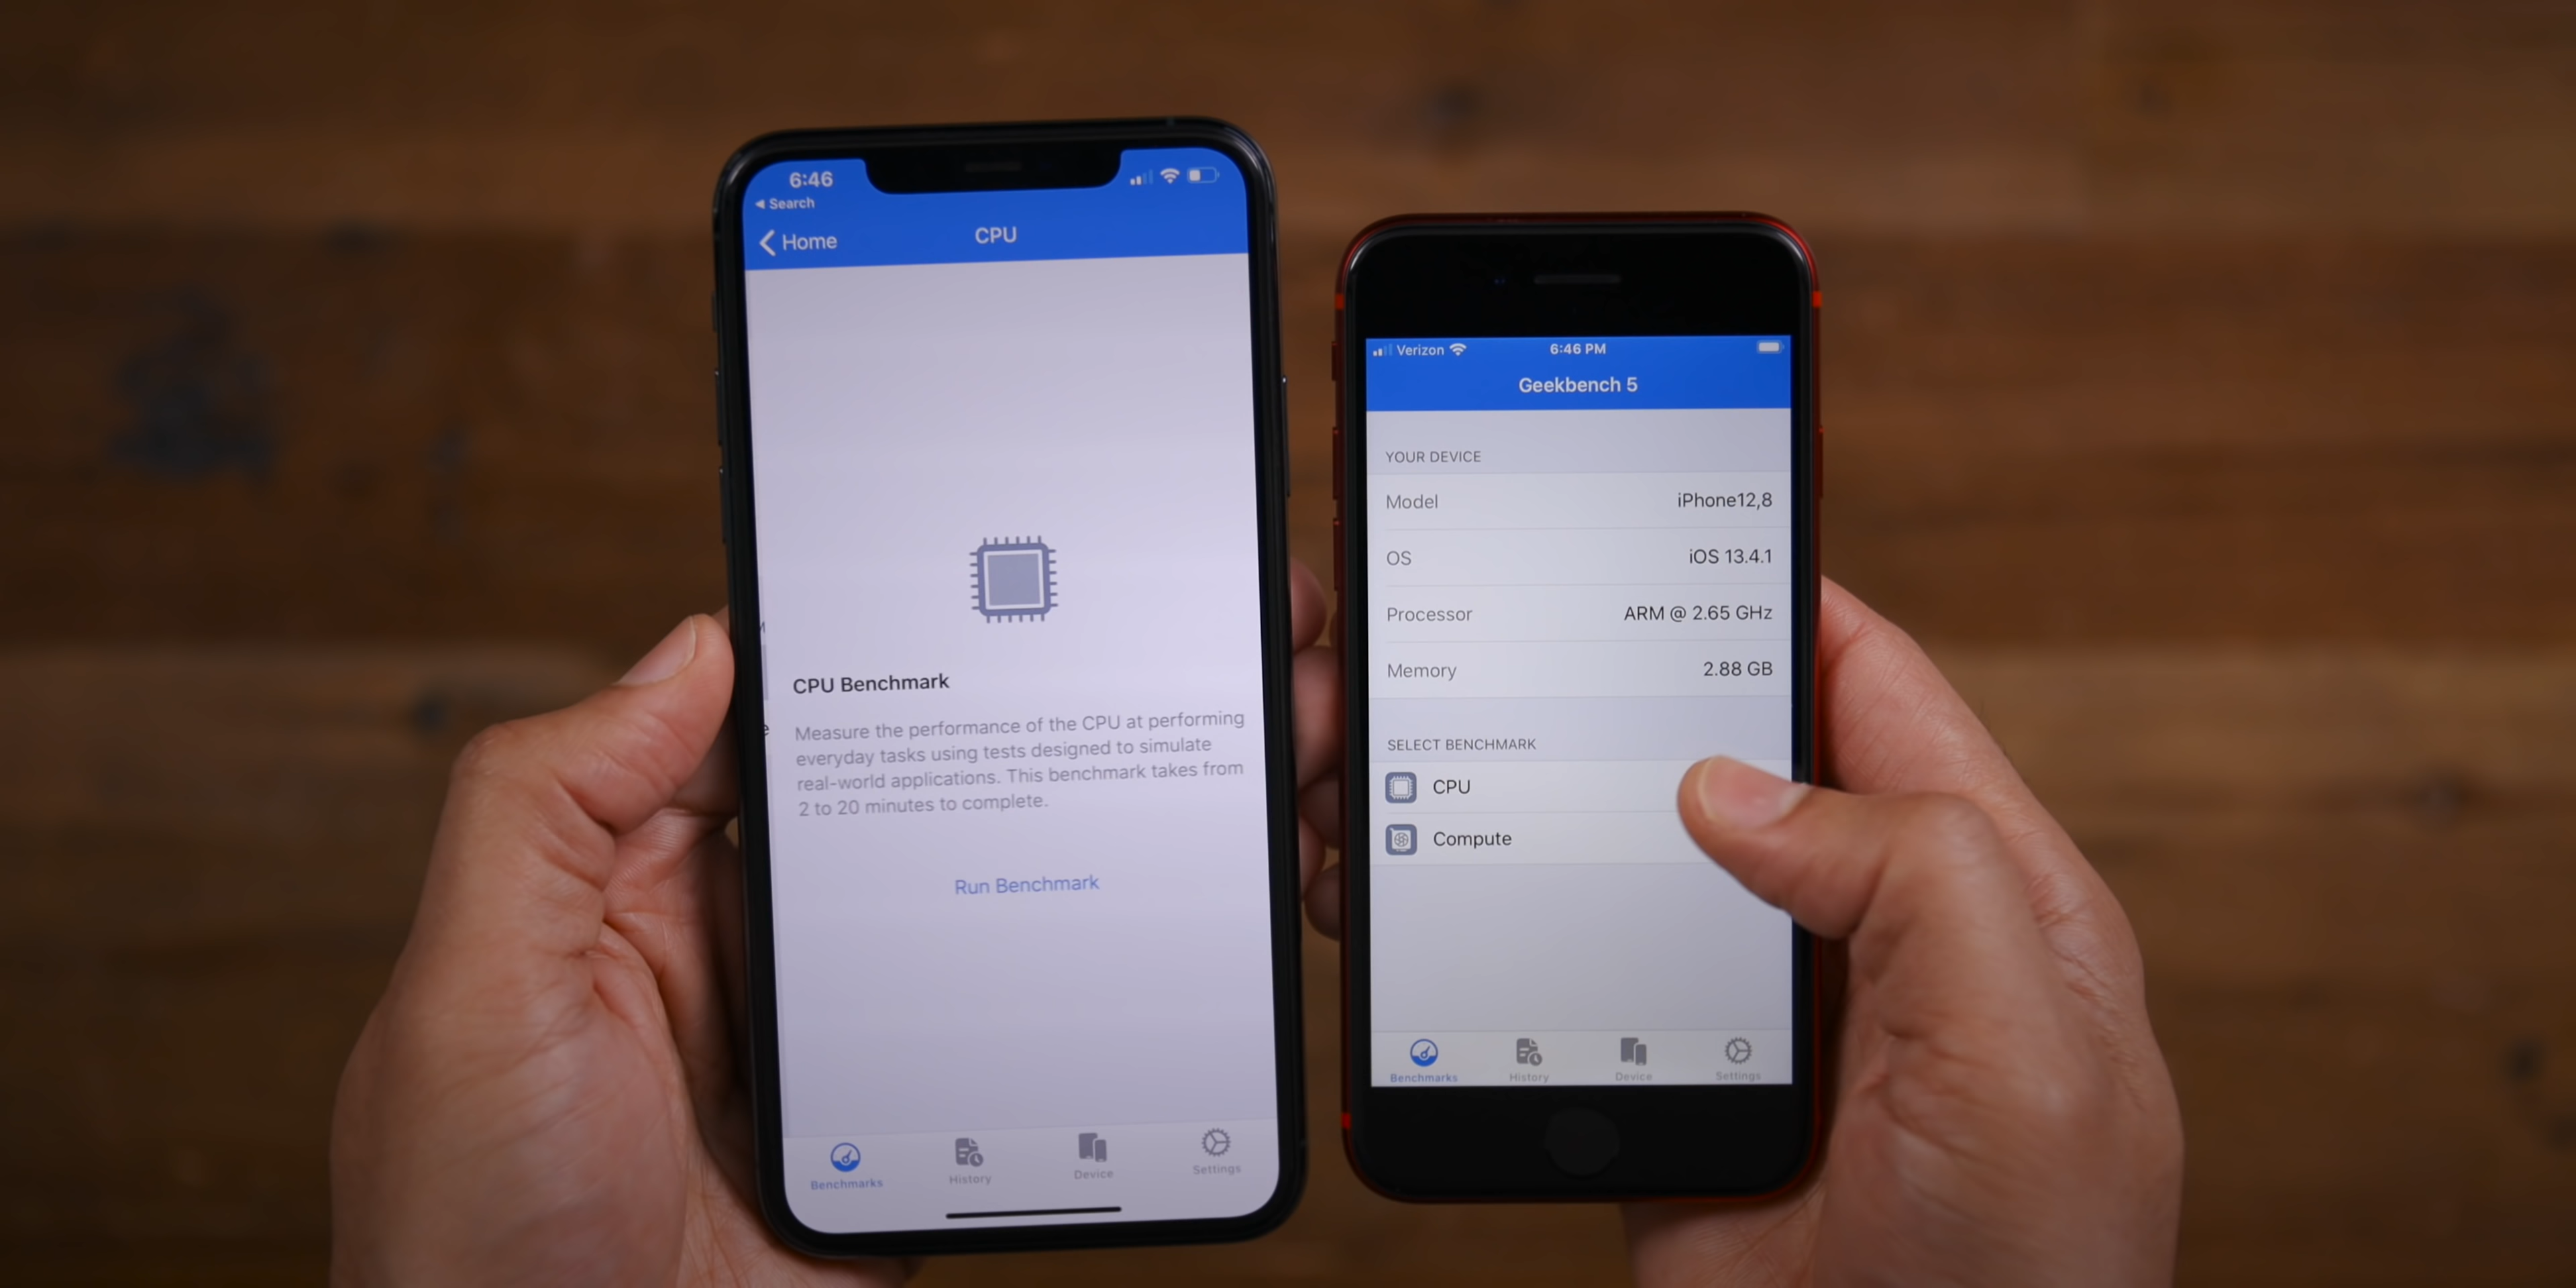 6:46
Search
Home
CPU
CPU Benchmark
Measure the performance of the CPU at performing
everyday tasks using tests designed to simulate
real-world applications. This benchmark takes from
2 to 20 minutes to complete.
Run Benchmark
Benchmarks
History
Device
Settings
Verizon
6:46 PM
Geekbench 5
YOUR DEVICE
Model iPhone12,8
OS iOS 13.4.1
Processor ARM @ 2.65 GHz
Memory 2.88 GB
SELECT BENCHMARK
CPU
Compute
Benchmarks
History
Device
Settings